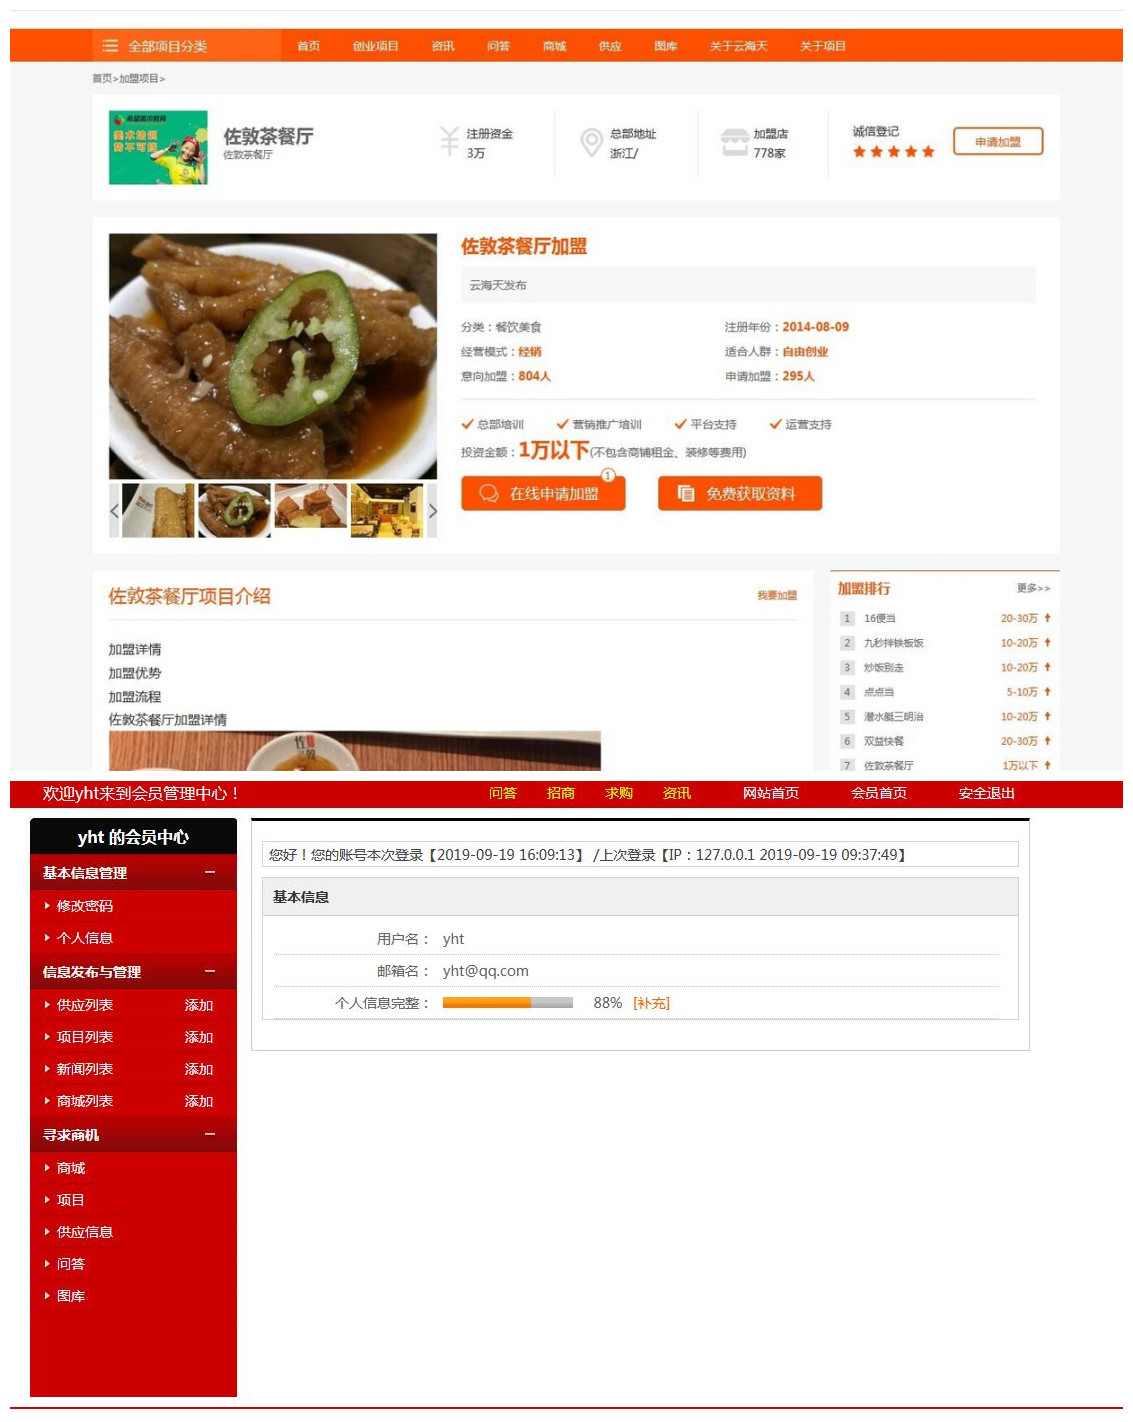 全部项目分类 首页 创业项目 资讯 问答 商城 供应 图库 关于云海天 关于项目
首页>加盟项目>
希望美术教育
美术培训
势不可挡
佐敦茶餐厅
佐敦茶餐厅
注册资金
3万
总部地址
浙江/
加盟店
778家
诚信登记
申请加盟
佐敦茶餐厅加盟
云海天发布
分类：餐饮美食 注册年份：2014-08-09
经营模式：经销 适合人群：自由创业
意向加盟：804人 申请加盟：295人
总部培训 营销推广培训 平台支持 运营支持
投资金额：1万以下(不包含商铺租金、装修等费用)
在线申请加盟 1 免费获取资料
佐敦茶餐厅项目介绍 我要加盟
加盟详情
加盟优势
加盟流程
佐敦茶餐厅加盟详情
佐敦
加盟排行 更多>>
1 16便当 20-30万
2 九秒拌铁板饭 10-20万
3 炒饭别走 10-20万
4 点点当 5-10万
5 潜水艇三明治 10-20万
6 双益快餐 20-30万
7 佐敦茶餐厅 1万以下
欢迎yht来到会员管理中心！ 问答 招商 求购 资讯 网站首页 会员首页 安全退出
yht 的会员中心
基本信息管理
修改密码
个人信息
信息发布与管理
供应列表 添加
项目列表 添加
新闻列表 添加
商城列表 添加
寻求商机
商城
项目
供应信息
问答
图库
您好！您的账号本次登录【2019-09-19 16:09:13】 /上次登录【IP：127.0.0.1 2019-09-19 09:37:49】
基本信息
用户名： yht
邮箱名： yht@qq.com
个人信息完整： 88% [补充]